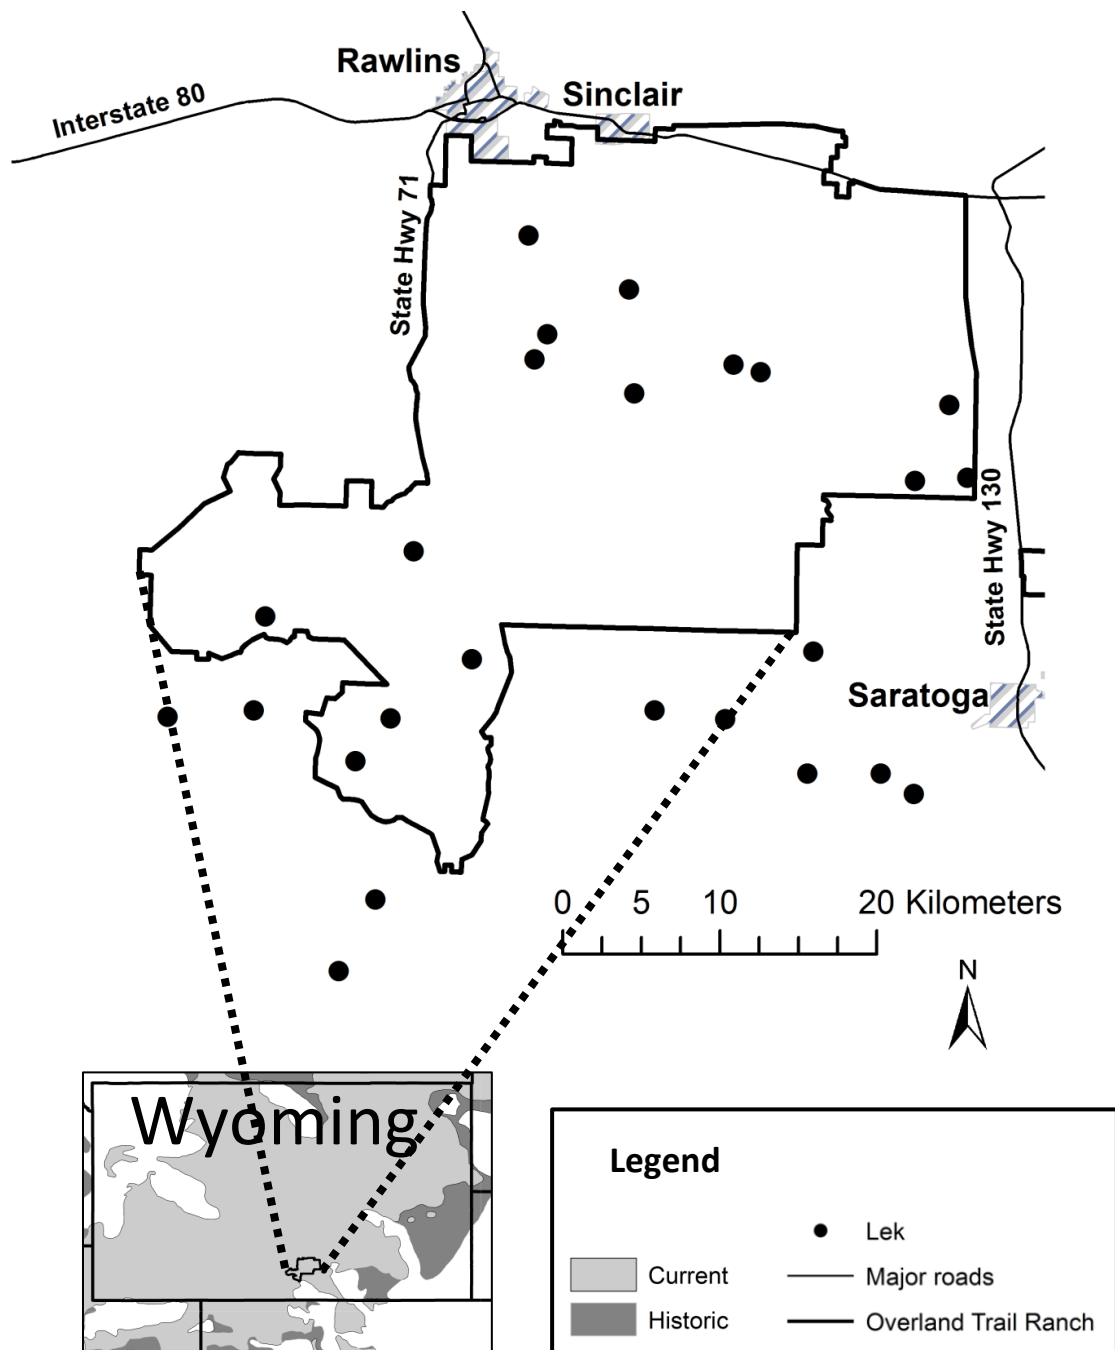 Rawlins
Sinclair
Interstate 80
State Hwy 71
State Hwy 130
Saratoga
0 5 10 20 Kilometers
N
Wyoming
Legend
Lek
Current
Major roads
Historic
Overland Trail Ranch